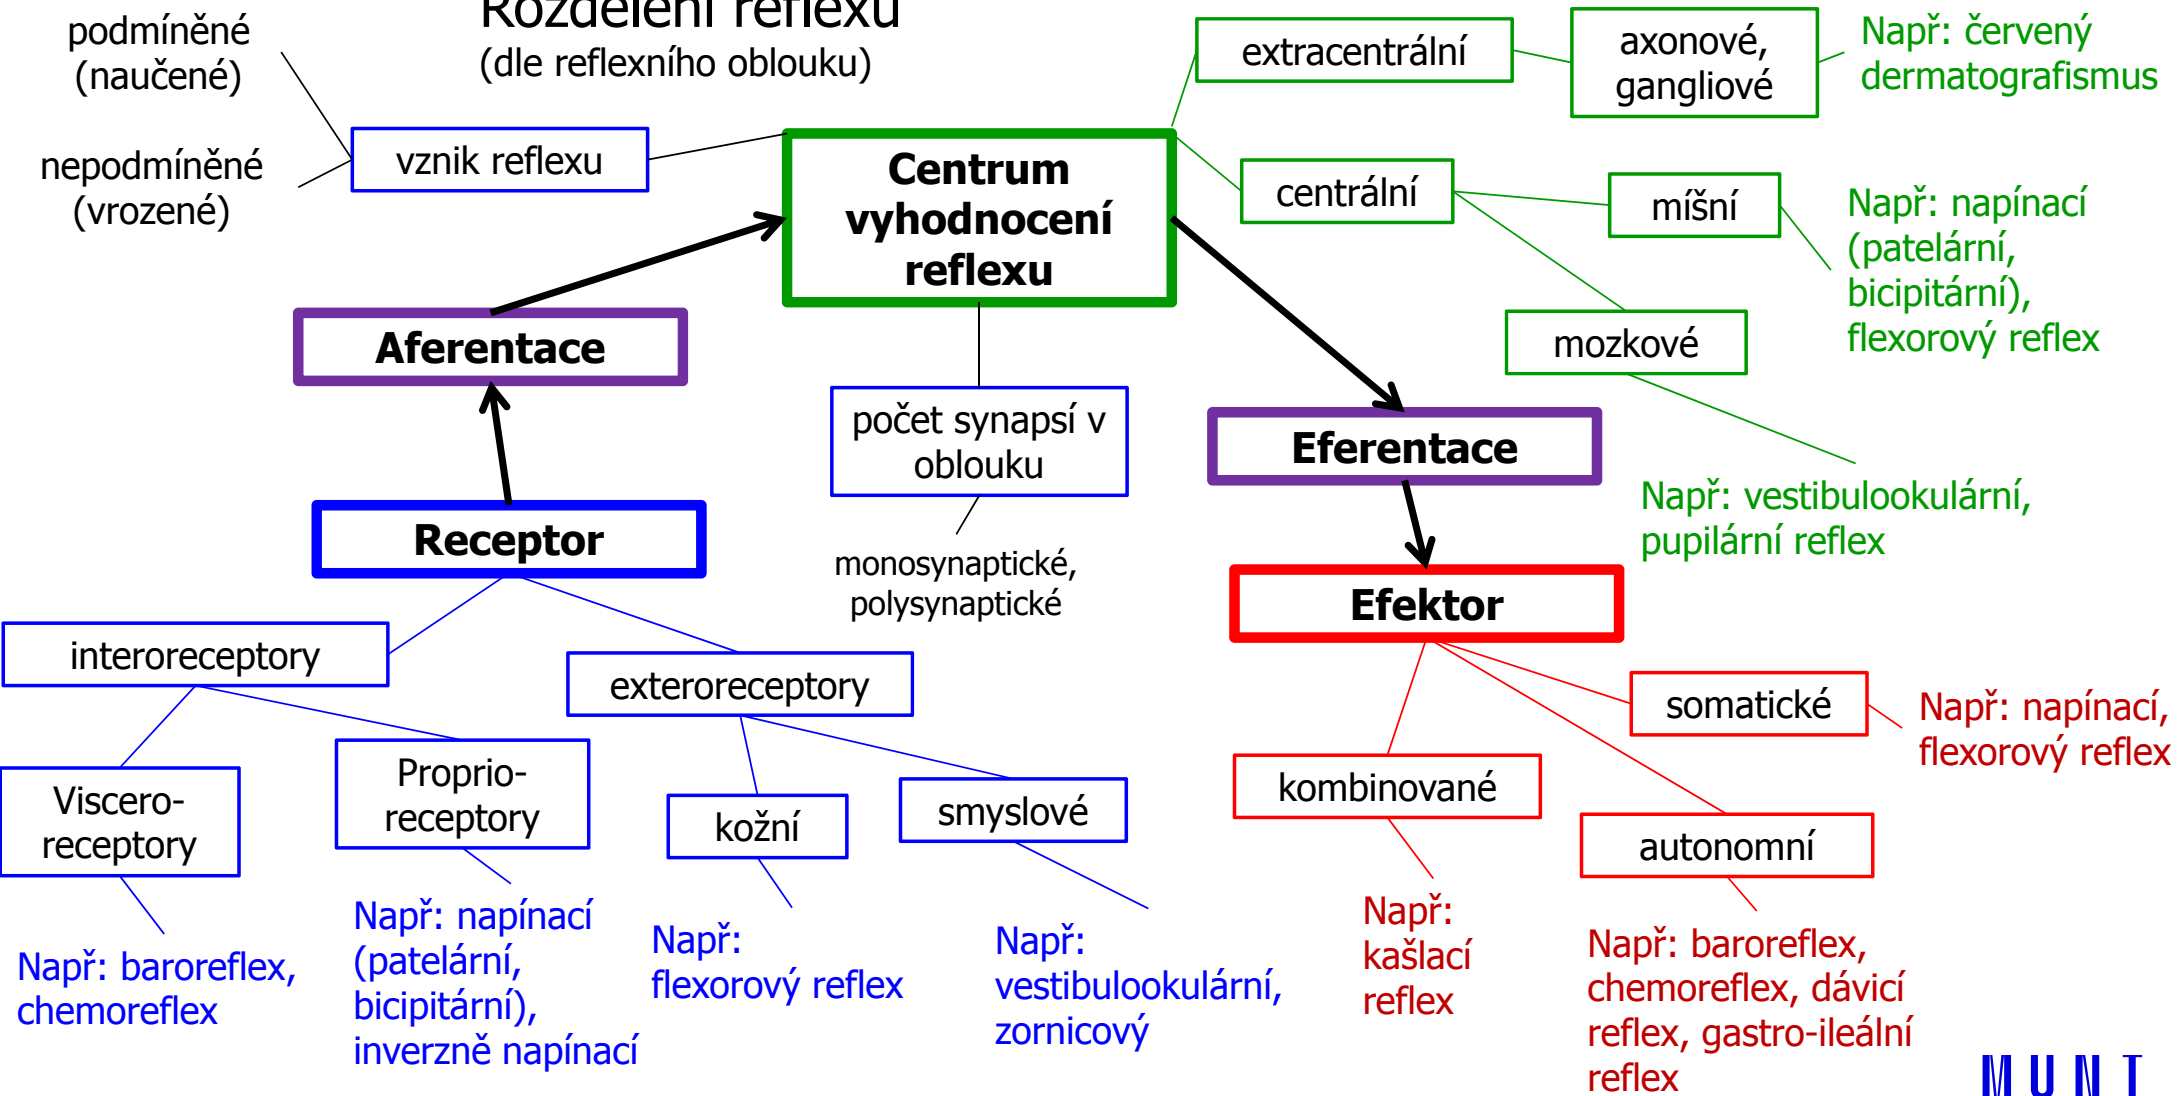 Rozdělení reflexů
(dle reflexního oblouku)
podmíněné
(naučené)
nepodmíněné
(vrozené)
vznik reflexu
Centrum
vyhodnocení
reflexu
extracentrální
axonové,
gangliové
Např: červený
dermatografismus
centrální
míšní
Např: napínací
(patelární,
bicipitární),
flexorový reflex
mozkové
Např: vestibulookulární,
pupilární reflex
Aferentace
počet synapsí v
oblouku
monosynaptické,
polysynaptické
Eferentace
Receptor
Efektor
interoreceptory
exteroreceptory
Viscero-
receptory
Proprio-
receptory
kožní
smyslové
Např: baroreflex,
chemoreflex
Např: napínací
(patelární,
bicipitární),
inverzně napínací
Např:
flexorový reflex
Např:
vestibulookulární,
zornicový
somatické
Např: napínací,
flexorový reflex
kombinované
autonomní
Např:
kašlací
reflex
Např: baroreflex,
chemoreflex, dávicí
reflex, gastro-ileální
reflex
MUNI